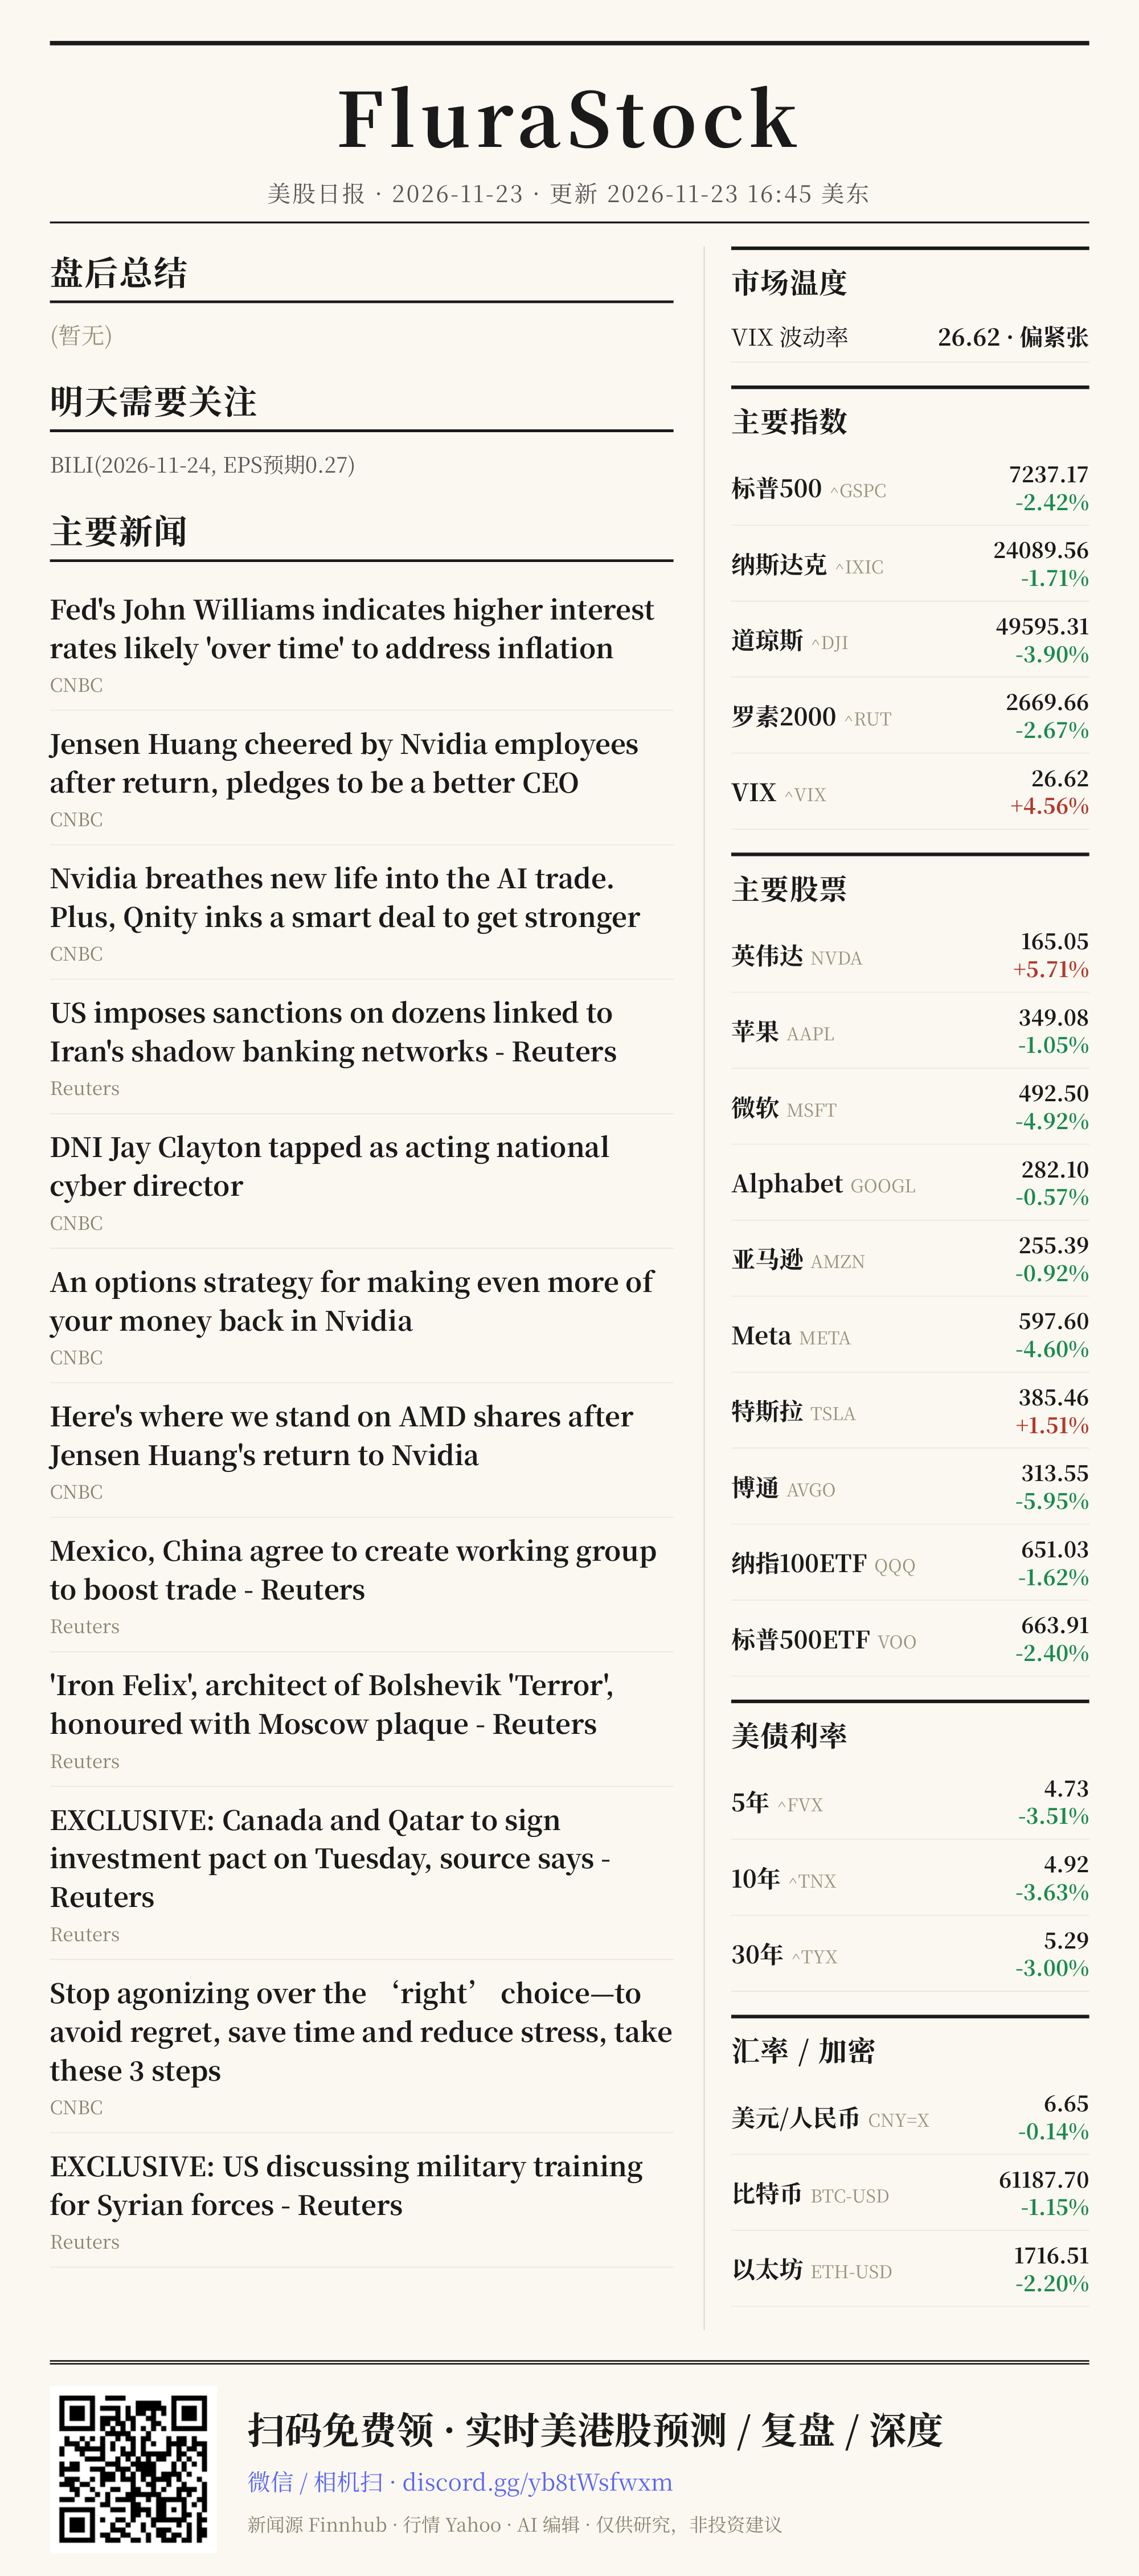 FluraStock
美股日报 · 2026-11-23 · 更新 2026-11-23 16:45 美东
盘后总结
(暂无)
明天需要关注
BILI(2026-11-24, EPS预期0.27)
主要新闻
Fed's John Williams indicates higher interest
rates likely 'over time' to address inflation
CNBC
Jensen Huang cheered by Nvidia employees
after return, pledges to be a better CEO
CNBC
Nvidia breathes new life into the AI trade.
Plus, Qnity inks a smart deal to get stronger
CNBC
US imposes sanctions on dozens linked to
Iran's shadow banking networks - Reuters
Reuters
DNI Jay Clayton tapped as acting national
cyber director
CNBC
An options strategy for making even more of
your money back in Nvidia
CNBC
Here's where we stand on AMD shares after
Jensen Huang's return to Nvidia
CNBC
Mexico, China agree to create working group
to boost trade - Reuters
Reuters
'Iron Felix', architect of Bolshevik 'Terror',
honoured with Moscow plaque - Reuters
Reuters
EXCLUSIVE: Canada and Qatar to sign
investment pact on Tuesday, source says -
Reuters
Reuters
Stop agonizing over the ‘right’ choice—to
avoid regret, save time and reduce stress, take
these 3 steps
CNBC
EXCLUSIVE: US discussing military training
for Syrian forces - Reuters
Reuters
市场温度
VIX 波动率 26.62 · 偏紧张
主要指数
标普500 ^GSPC 7237.17
-2.42%
纳斯达克 ^IXIC 24089.56
-1.71%
道琼斯 ^DJI 49595.31
-3.90%
罗素2000 ^RUT 2669.66
-2.67%
VIX ^VIX 26.62
+4.56%
主要股票
英伟达 NVDA 165.05
+5.71%
苹果 AAPL 349.08
-1.05%
微软 MSFT 492.50
-4.92%
Alphabet GOOGL 282.10
-0.57%
亚马逊 AMZN 255.39
-0.92%
Meta META 597.60
-4.60%
特斯拉 TSLA 385.46
+1.51%
博通 AVGO 313.55
-5.95%
纳指100ETF QQQ 651.03
-1.62%
标普500ETF VOO 663.91
-2.40%
美债利率
5年 ^FVX 4.73
-3.51%
10年 ^TNX 4.92
-3.63%
30年 ^TYX 5.29
-3.00%
汇率 / 加密
美元/人民币 CNY=X 6.65
-0.14%
比特币 BTC-USD 61187.70
-1.15%
以太坊 ETH-USD 1716.51
-2.20%
扫码免费领 · 实时美港股预测 / 复盘 / 深度
微信 / 相机扫 · discord.gg/yb8tWsfwxm
新闻源 Finnhub · 行情 Yahoo · AI 编辑 · 仅供研究，非投资建议